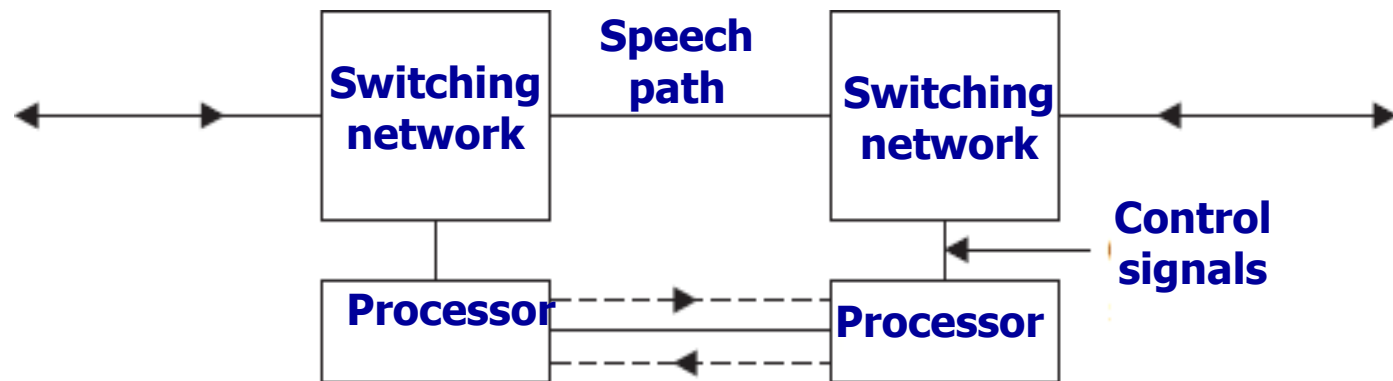 Speech
path
Switching
network
Switching
network
Control
signals
Processor
Processor